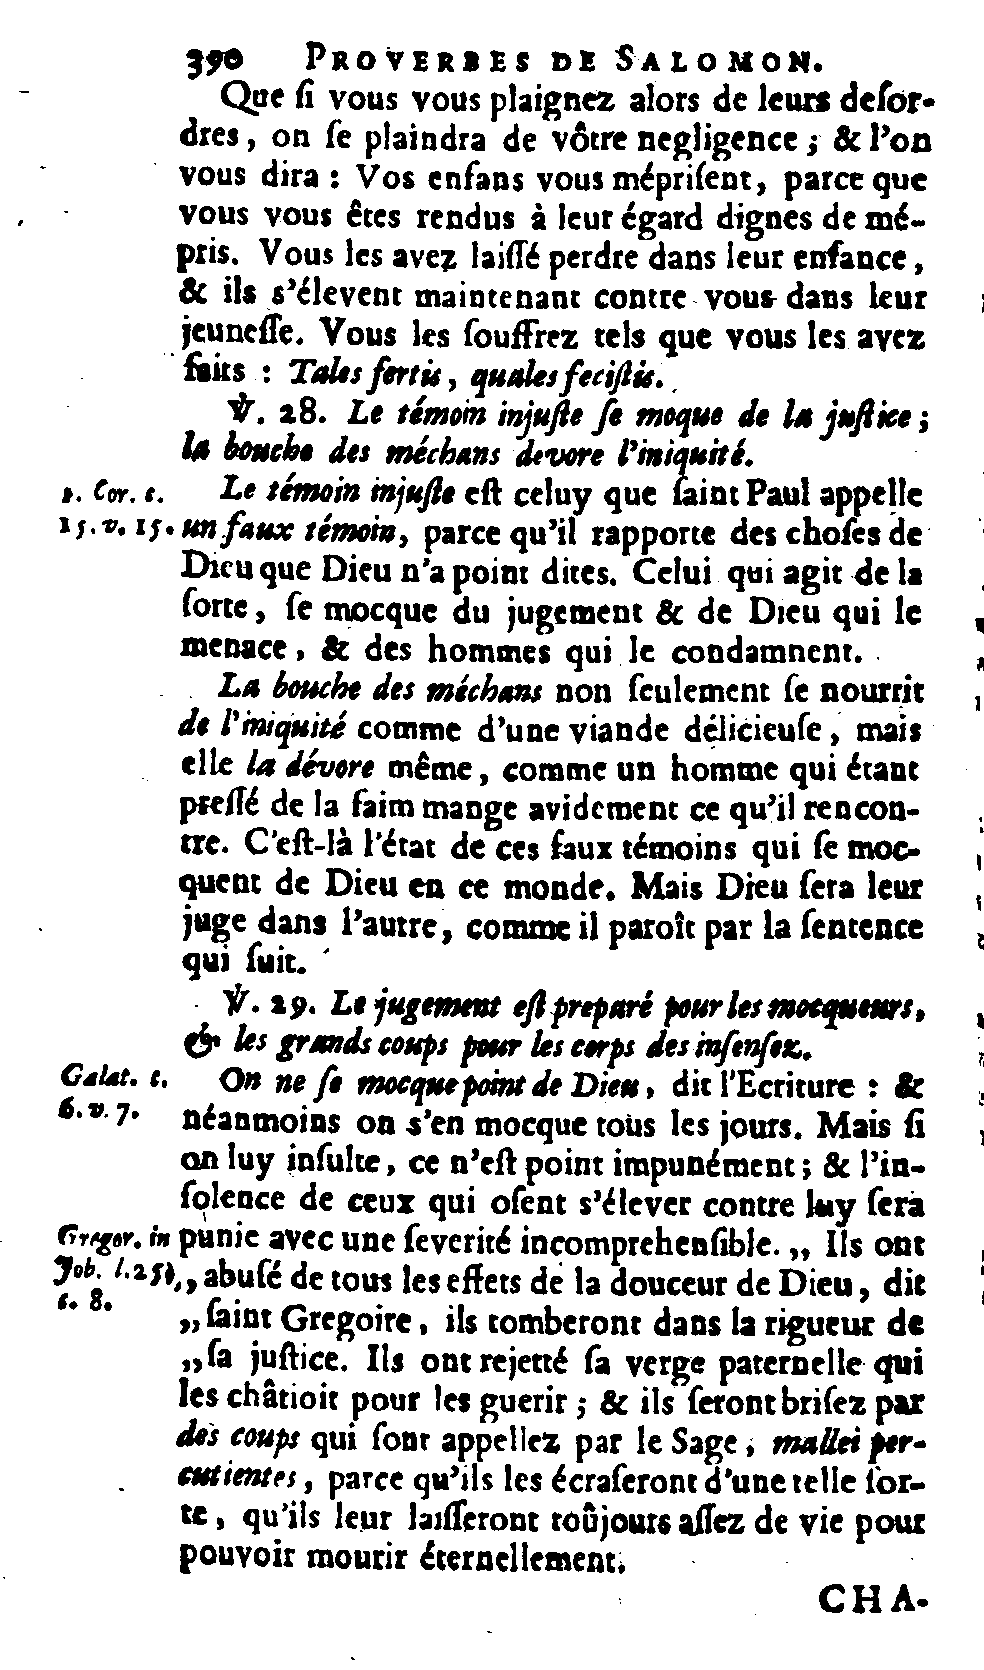 390 PROVERBES DE SALOMON.
Que ſi vous vous plaignez alors de leurs deſor-
dres, on ſe plaindra de vôtre negligence ; & l'on
vous dira : Vos enfans vous mépriſent, parce que
vous vous êtes rendus à leur égard dignes de mé-
pris. Vous les avez laiſſé perdre dans leur enfance,
& ils s'élevent maintenant contre vous dans leur
jeuneſſe. Vous les ſouffrez tels que vous les avez
faits : Tales fertis, quales feciſtis.
℣. 28. Le témoin injuſte ſe moque de la juſtice ;
la bouche des méchans devore l'iniquité.
1. Cor. c. Le témoin injuſte eſt celuy que ſaint Paul appelle
15. v. 15. un faux témoin, parce qu'il rapporte des choſes de
Dieu que Dieu n'a point dites. Celui qui agit de la
ſorte, ſe mocque du jugement & de Dieu qui le
menace, & des hommes qui le condamnent.
La bouche des méchans non ſeulement ſe nourrit
de l'iniquité comme d'une viande délicieuſe, mais
elle la dévore même, comme un homme qui étant
preſſé de la faim mange avidement ce qu'il rencon-
tre. C'eſt-là l'état de ces faux témoins qui ſe moc-
quent de Dieu en ce monde. Mais Dieu ſera leur
juge dans l'autre, comme il paroît par la ſentence
qui ſuit.
℣. 29. Le jugement eſt preparé pour les mocqueurs,
& les grands coups pour les corps des inſenſez.
Galat. c. On ne ſe mocque point de Dieu, dit l'Ecriture : &
6. v. 7. néanmoins on s'en mocque tous les jours. Mais ſi
on luy inſulte, ce n'eſt point impunément ; & l'in-
ſolence de ceux qui oſent s'élever contre luy ſera
Gregor. in punie avec une ſeverité incomprehenſible. ,, Ils ont
Job. l. 25. ,, abuſé de tous les effets de la douceur de Dieu, dit
c. 8. ,, ſaint Gregoire, ils tomberont dans la rigueur de
,, ſa juſtice. Ils ont rejetté ſa verge paternelle qui
les châtioit pour les guerir ; & ils ſeront briſez par
des coups qui ſont appellez par le Sage, mallei per-
cutientes, parce qu'ils les écraſeront d'une telle ſor-
te, qu'ils leur laiſſeront toûjours aſſez de vie pour
pouvoir mourir éternellement.
CHA-